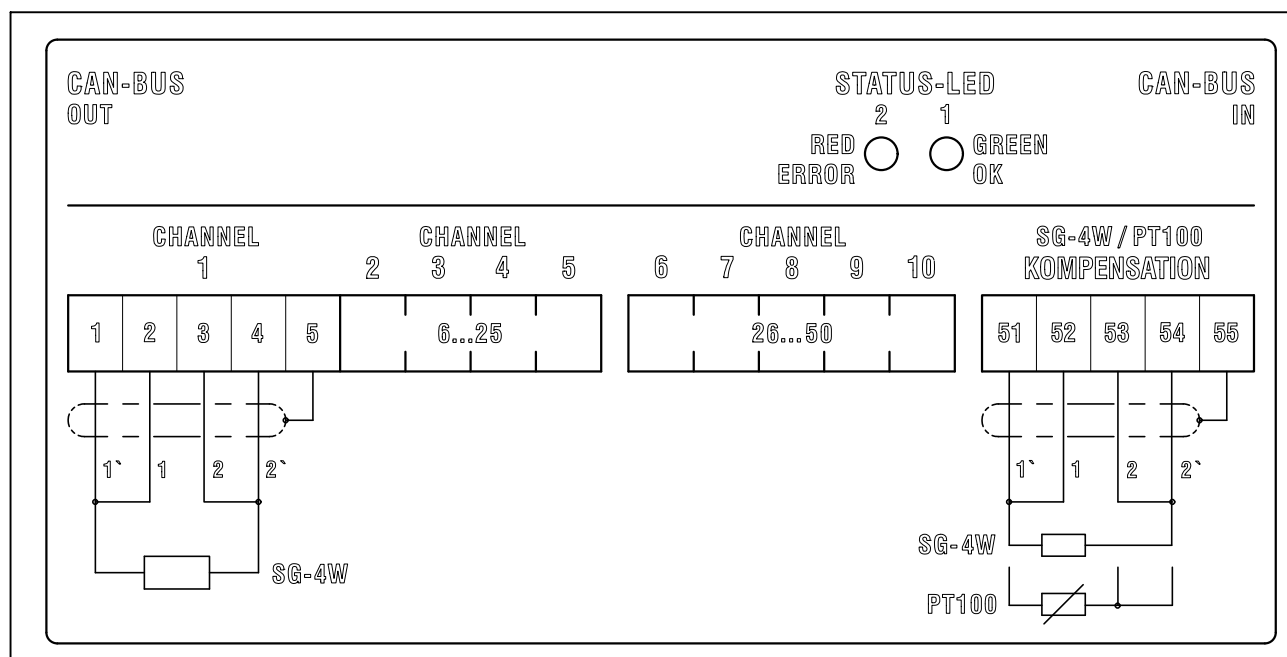 CAN-BUS
OUT
STATUS-LED
2 1
RED
ERROR
GREEN
OK
CAN-BUS
IN
CHANNEL
1
CHANNEL
2 3 4 5
CHANNEL
6 7 8 9 10
SG-4W / PT100
KOMPENSATION
1 2 3 4 5
6...25
26...50
51 52 53 54 55
1` 1 2 2`
SG-4W
1` 1 2 2`
SG-4W
PT100